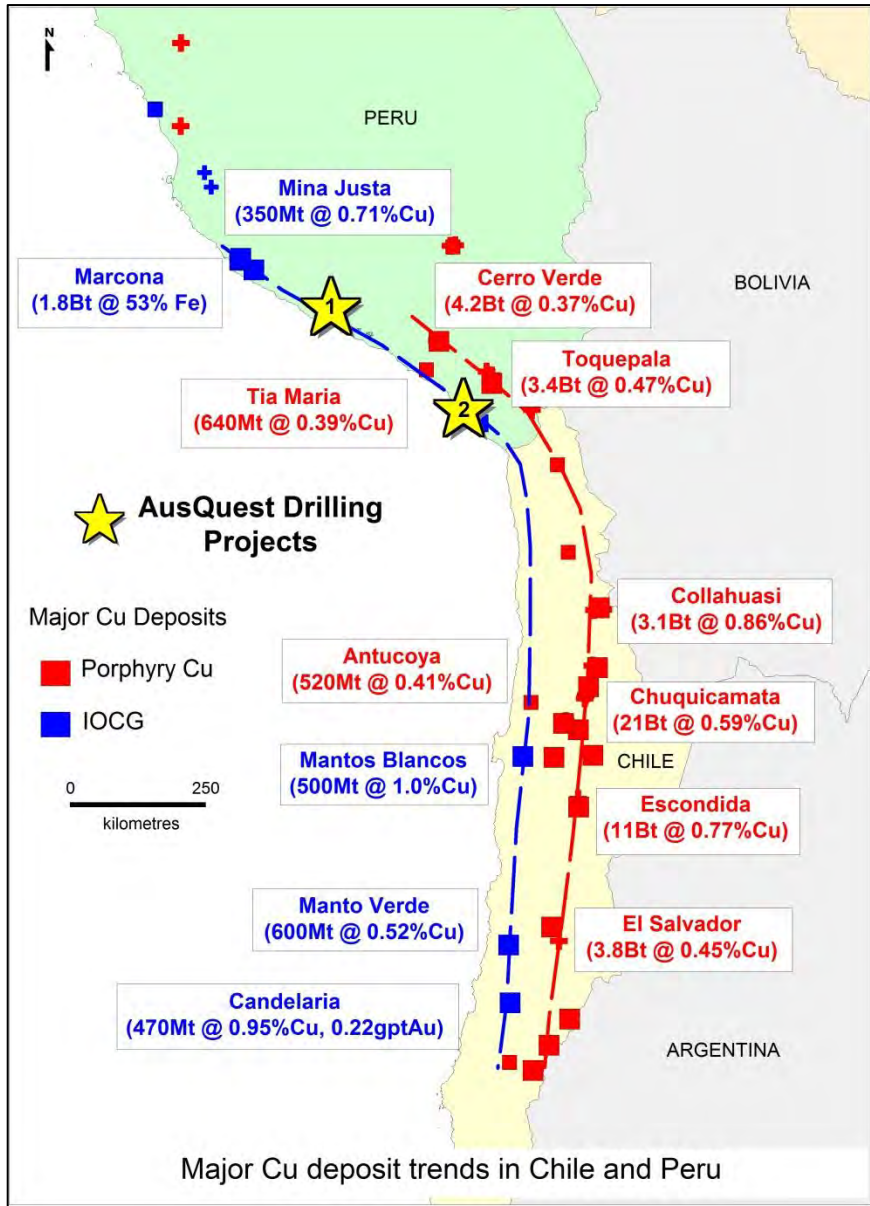 N
PERU
Mina Justa
(350Mt @ 0.71%Cu)
Marcona
(1.8Bt @ 53% Fe)
1
Cerro Verde
(4.2Bt @ 0.37%Cu)
BOLIVIA
Toquepala
(3.4Bt @ 0.47%Cu)
Tia Maria
(640Mt @ 0.39%Cu)
2
AusQuest Drilling
Projects
Major Cu Deposits
Porphyry Cu
IOCG
0 250
kilometres
Collahuasi
(3.1Bt @ 0.86%Cu)
Antucoya
(520Mt @ 0.41%Cu)
Chuquicamata
(21Bt @ 0.59%Cu)
Mantos Blancos
(500Mt @ 1.0%Cu)
CHILE
Escondida
(11Bt @ 0.77%Cu)
Manto Verde
(600Mt @ 0.52%Cu)
El Salvador
(3.8Bt @ 0.45%Cu)
Candelaria
(470Mt @ 0.95%Cu, 0.22gptAu)
ARGENTINA
Major Cu deposit trends in Chile and Peru